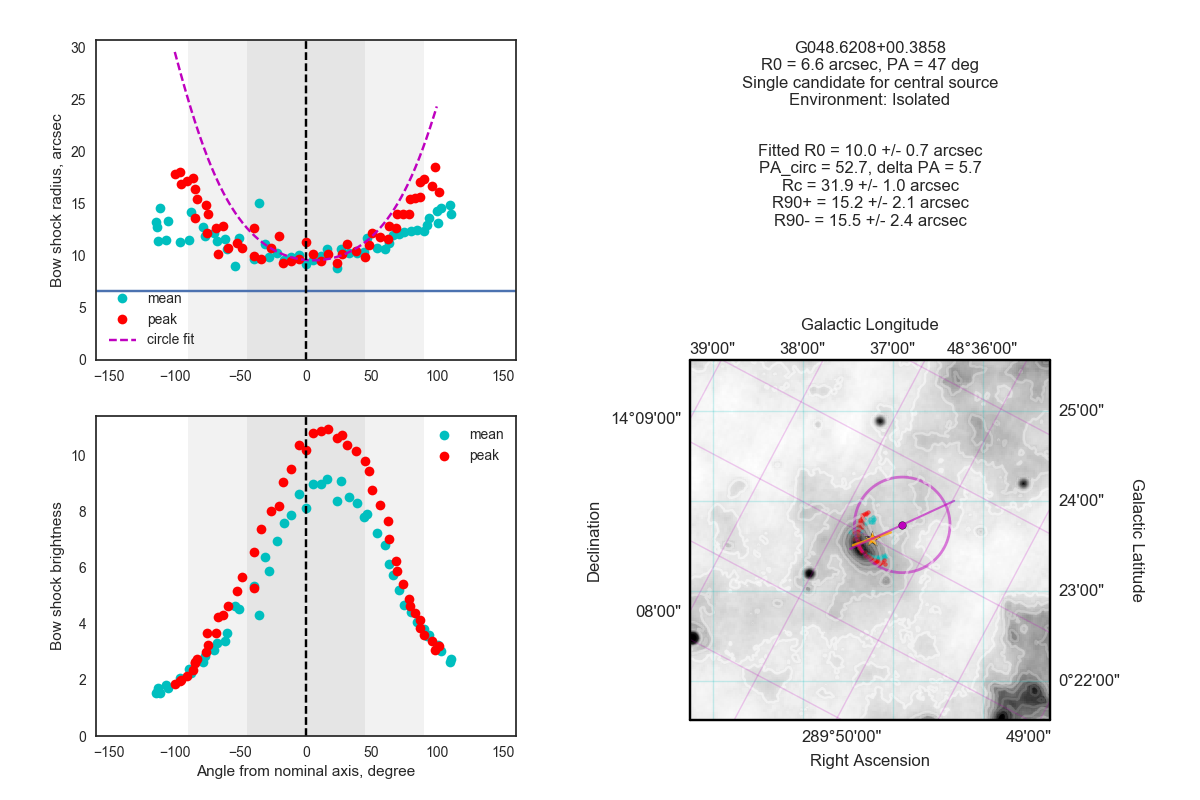 30
25
20
15
10
5
0
Bow shock radius, arcsec
mean
peak
circle fit
−150
−100
−50
0
50
100
150
10
8
6
4
2
0
Bow shock brightness
mean
peak
−150
−100
−50
0
50
100
150
Angle from nominal axis, degree
G048.6208+00.3858
R0 = 6.6 arcsec, PA = 47 deg
Single candidate for central source
Environment: Isolated
Fitted R0 = 10.0 +/- 0.7 arcsec
PA_circ = 52.7, delta PA = 5.7
Rc = 31.9 +/- 1.0 arcsec
R90+ = 15.2 +/- 2.1 arcsec
R90- = 15.5 +/- 2.4 arcsec
Galactic Longitude
39'00" 38'00" 37'00" 48°36'00"
14°09'00"
08'00"
Declination
25'00"
24'00"
23'00"
0°22'00"
Galactic Latitude
289°50'00" 49'00"
Right Ascension